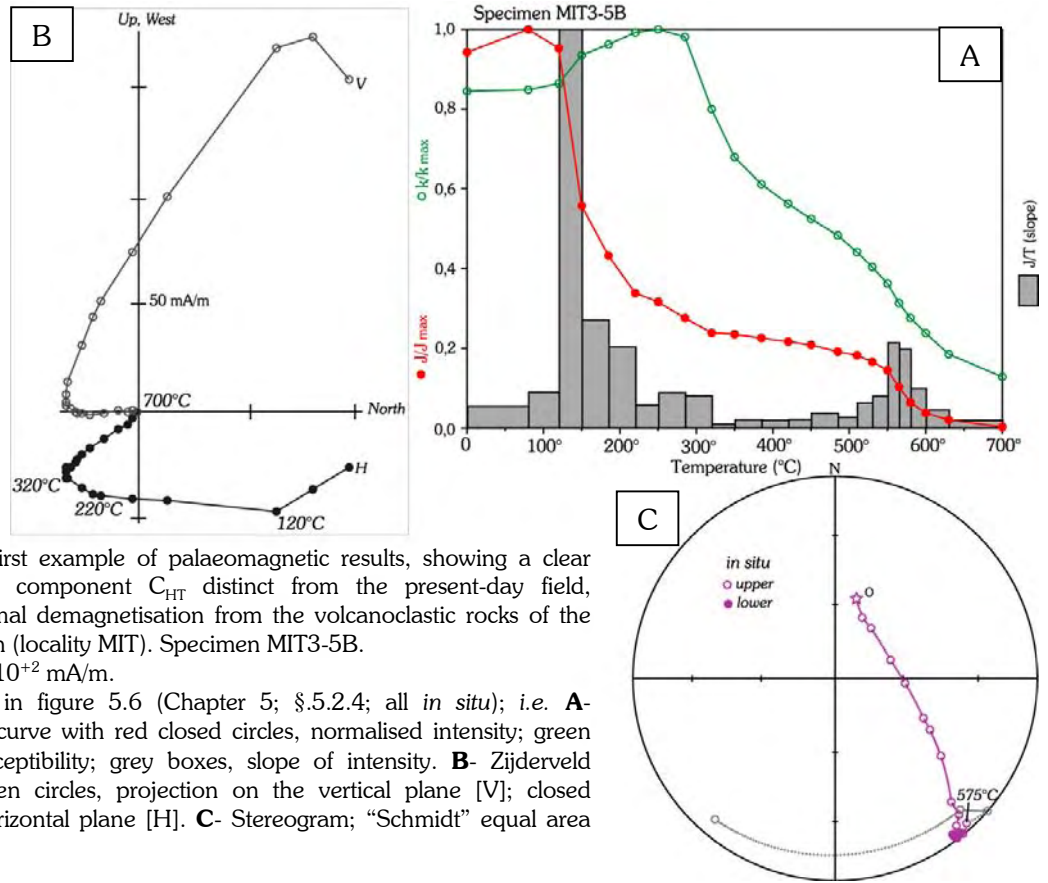 B
Up, West
V
50 mA/m
700°C
North
320°C
220°C
120°C
H
Specimen MIT3-5B
A
1,0
0,8
0,6
0,4
0,2
0,0
k/k max
J/J max
J/T (slope)
0° 100° 200° 300° 400° 500° 600° 700°
Temperature (°C)
C
N
in situ
upper
lower
0
575°C
irst example of palaeomagnetic results, showing a clear
component CHT distinct from the present-day field,
nal demagnetisation from the volcanoclastic rocks of the
n (locality MIT). Specimen MIT3-5B.
10+2 mA/m.
in figure 5.6 (Chapter 5; §.5.2.4; all in situ); i.e. A-
curve with red closed circles, normalised intensity; green
ceptibility; grey boxes, slope of intensity. B- Zijderveld
en circles, projection on the vertical plane [V]; closed
rizontal plane [H]. C- Stereogram; “Schmidt” equal area